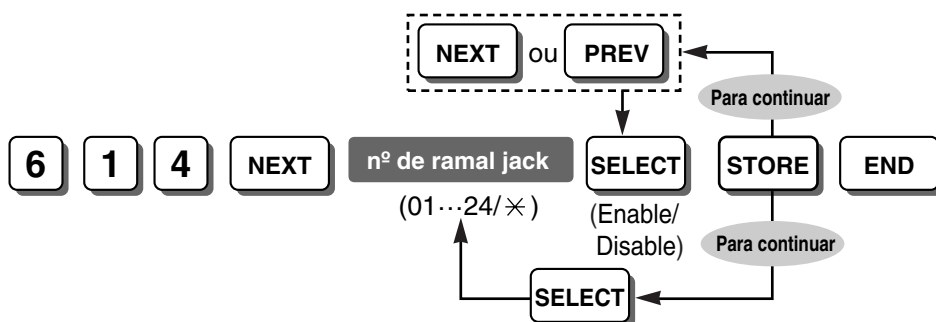 NEXT ou PREV
Para continuar
6 1 4 NEXT nº de ramal jack SELECT STORE END
(01···24/✳)
(Enable/
Disable)
Para continuar
SELECT